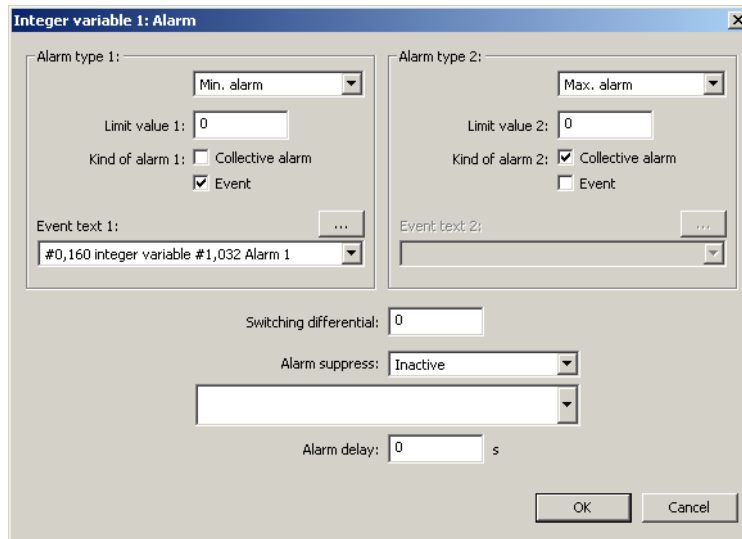 Integer variable 1: Alarm
Alarm type 1:
Min. alarm
Limit value 1: 0
Kind of alarm 1: Collective alarm
Event
Event text 1: ...
#0,160 integer variable #1,032 Alarm 1
Alarm type 2:
Max. alarm
Limit value 2: 0
Kind of alarm 2: Collective alarm
Event
Event text 2: ...
Switching differential: 0
Alarm suppress: Inactive
Alarm delay: 0 s
OK Cancel